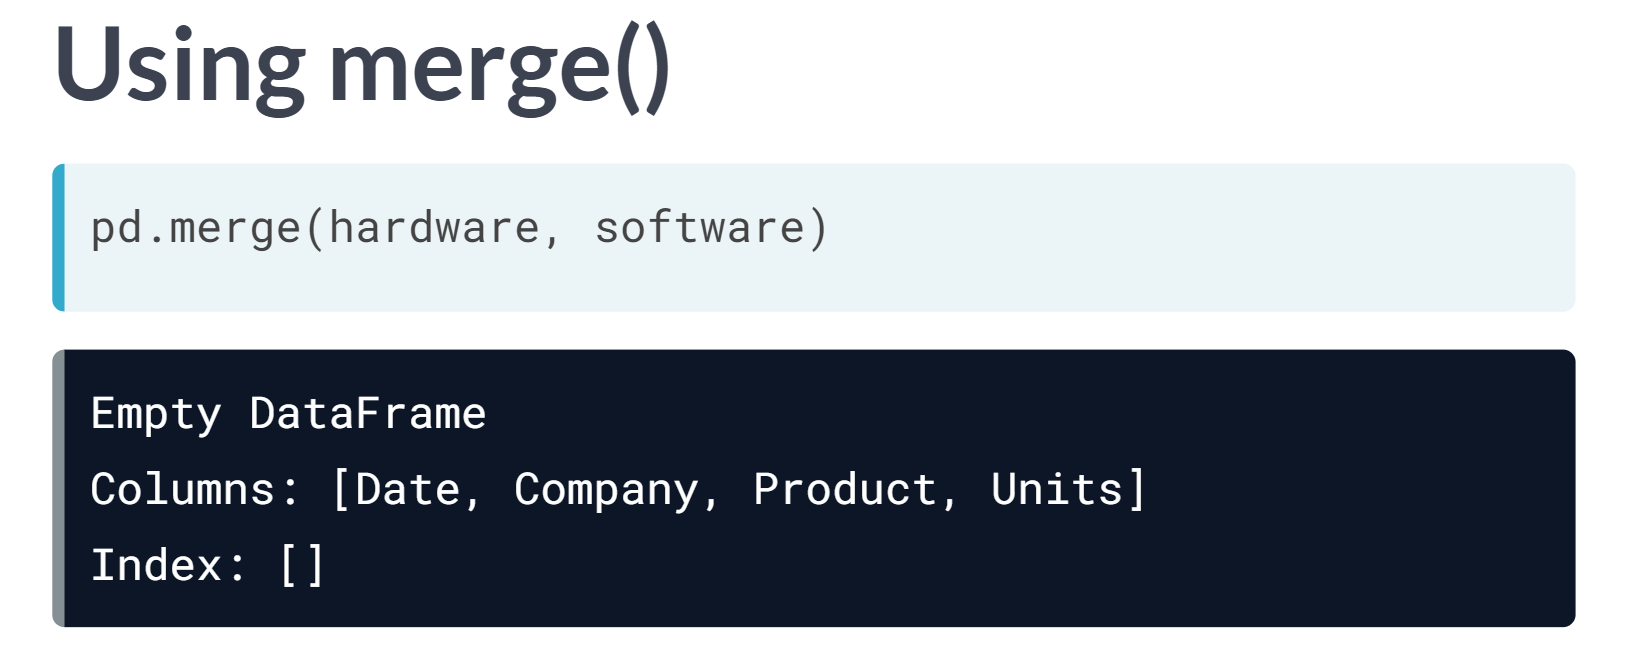 Using merge()
pd.merge(hardware, software)
Empty DataFrame
Columns: [Date, Company, Product, Units]
Index: []